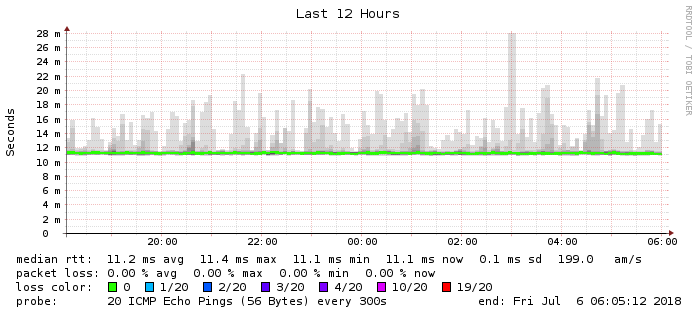 Last 12 Hours
RRDTOOL / TOBI OETIKER
Seconds
28 m
26 m
24 m
22 m
20 m
18 m
16 m
14 m
12 m
10 m
8 m
6 m
4 m
2 m
0
20:00 22:00 00:00 02:00 04:00 06:00
median rtt: 11.2 ms avg 11.4 ms max 11.1 ms min 11.1 ms now 0.1 ms sd 199.0 am/s
packet loss: 0.00 % avg 0.00 % max 0.00 % min 0.00 % now
loss color: 0 1/20 2/20 3/20 4/20 10/20 19/20
probe: 20 ICMP Echo Pings (56 Bytes) every 300s end: Fri Jul 6 06:05:12 2018